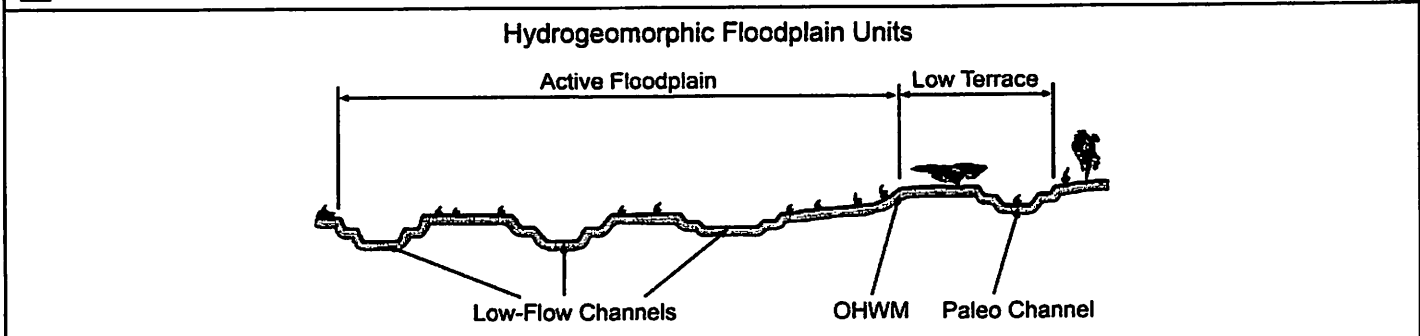 Hydrogeomorphic Floodplain Units
Active Floodplain
Low Terrace
Low-Flow Channels
OHWM
Paleo Channel